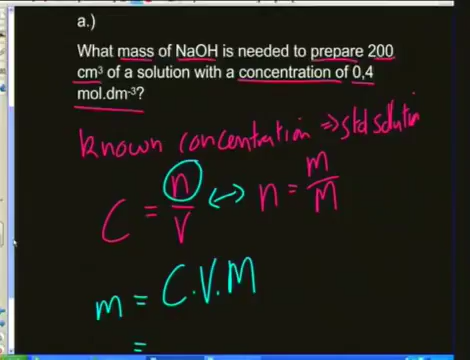 a.)
What mass of NaOH is needed to prepare 200
cm³ of a solution with a concentration of 0,4
mol.dm⁻³?
known concentration ⇒ std solution
C = n/V ↔ n = m/M
m = C.V.M
=